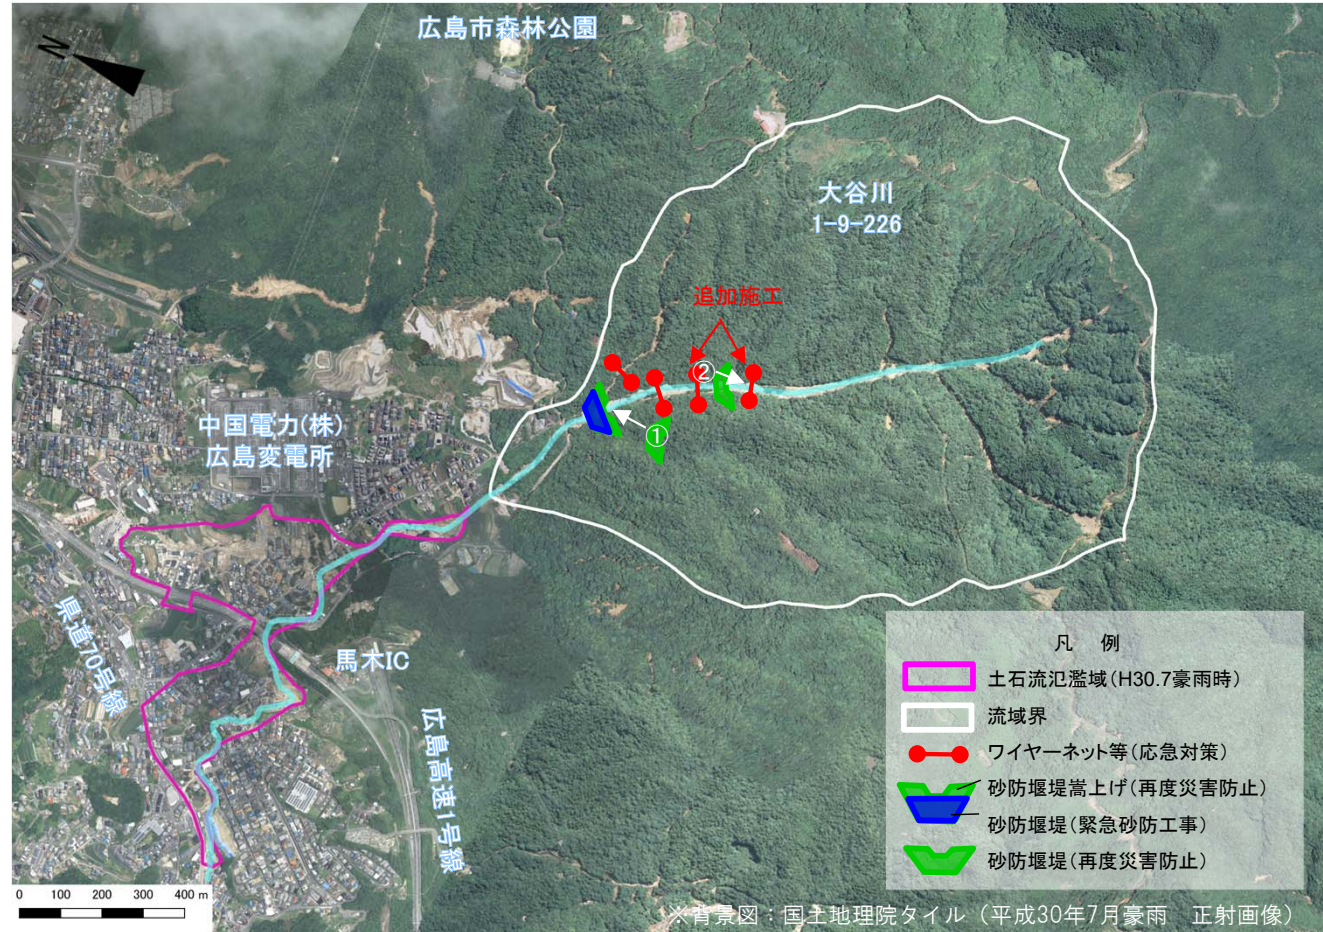 広島市森林公園
N
大谷川
1-9-226
追加施工
②
①
中国電力(株)
広島変電所
県道70号線
馬木IC
広島高速1号線
凡 例
土石流氾濫域(H30.7豪雨時)
流域界
ワイヤーネット等(応急対策)
砂防堰堤嵩上げ(再度災害防止)
砂防堰堤(緊急砂防工事)
砂防堰堤(再度災害防止)
0 100 200 300 400 m
※背景図：国土地理院タイル（平成30年7月豪雨 正射画像）